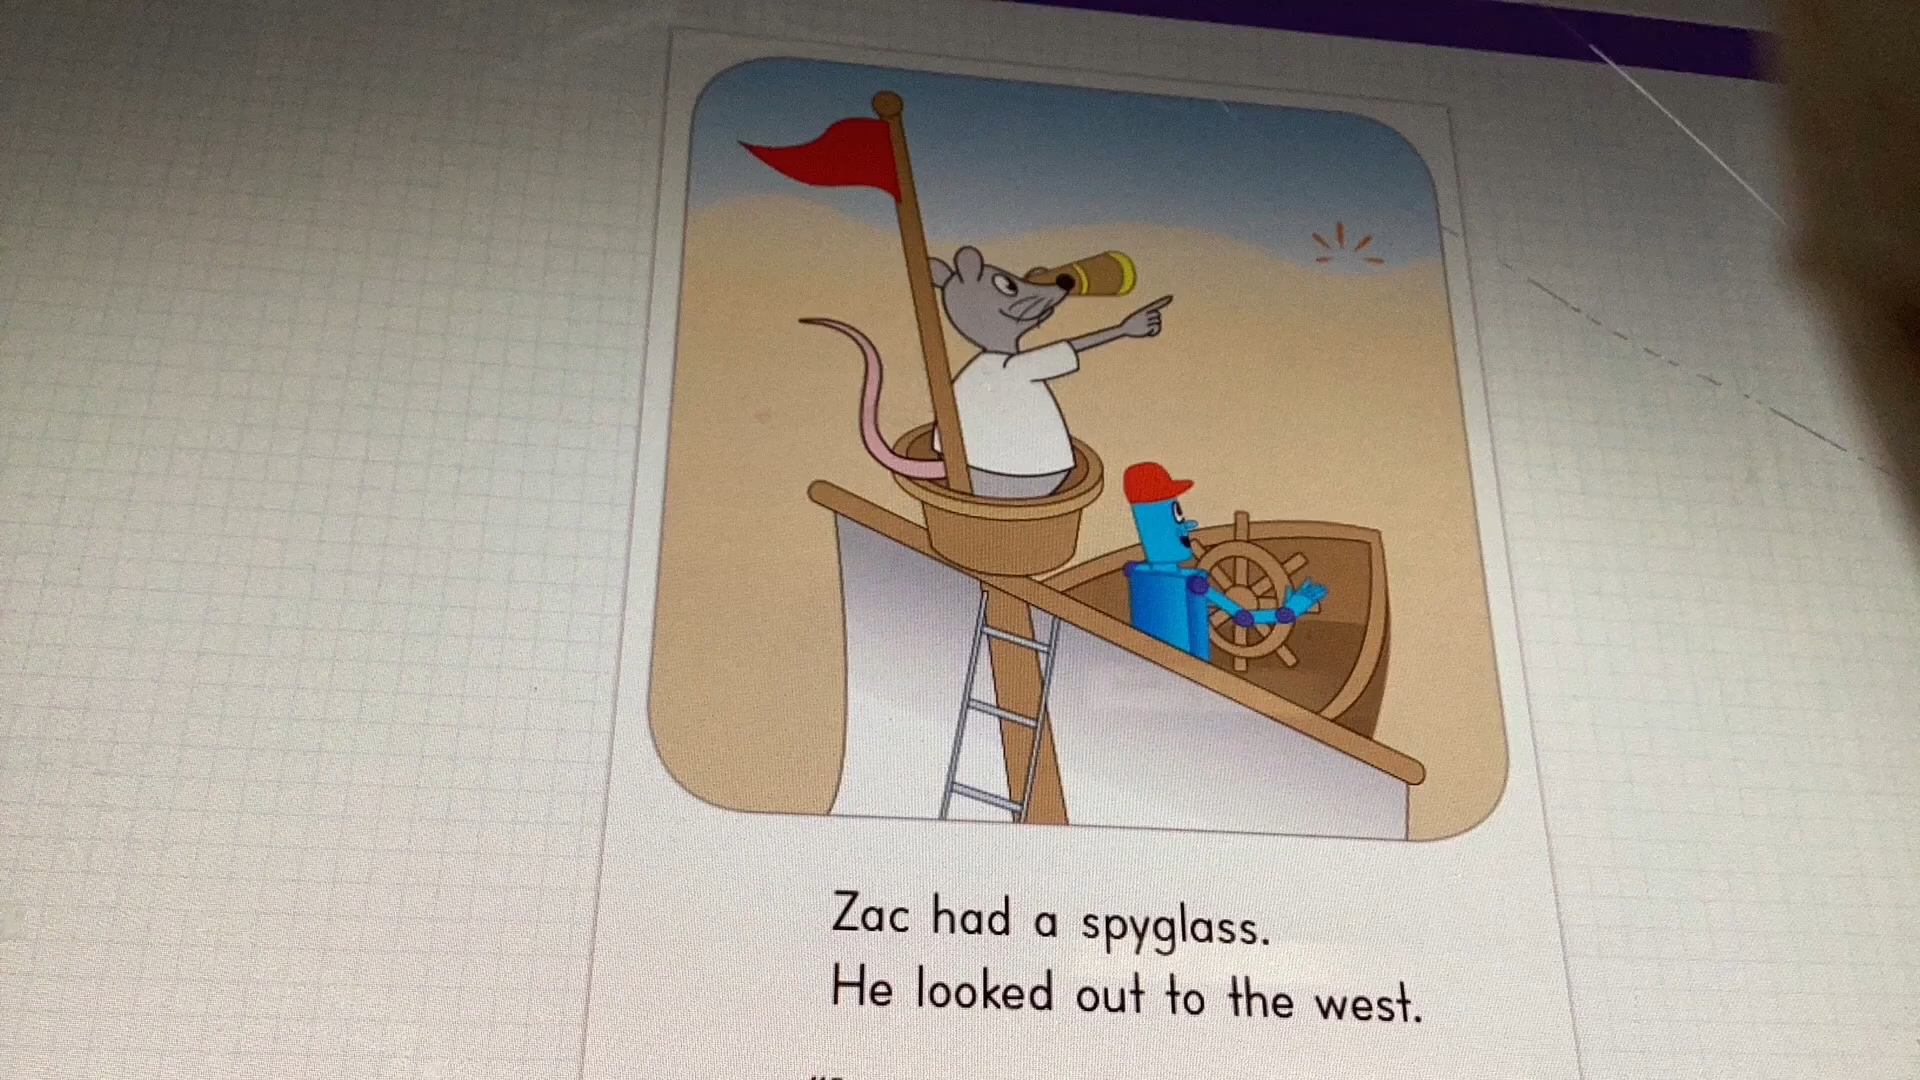 Zac had a spyglass.
He looked out to the west.